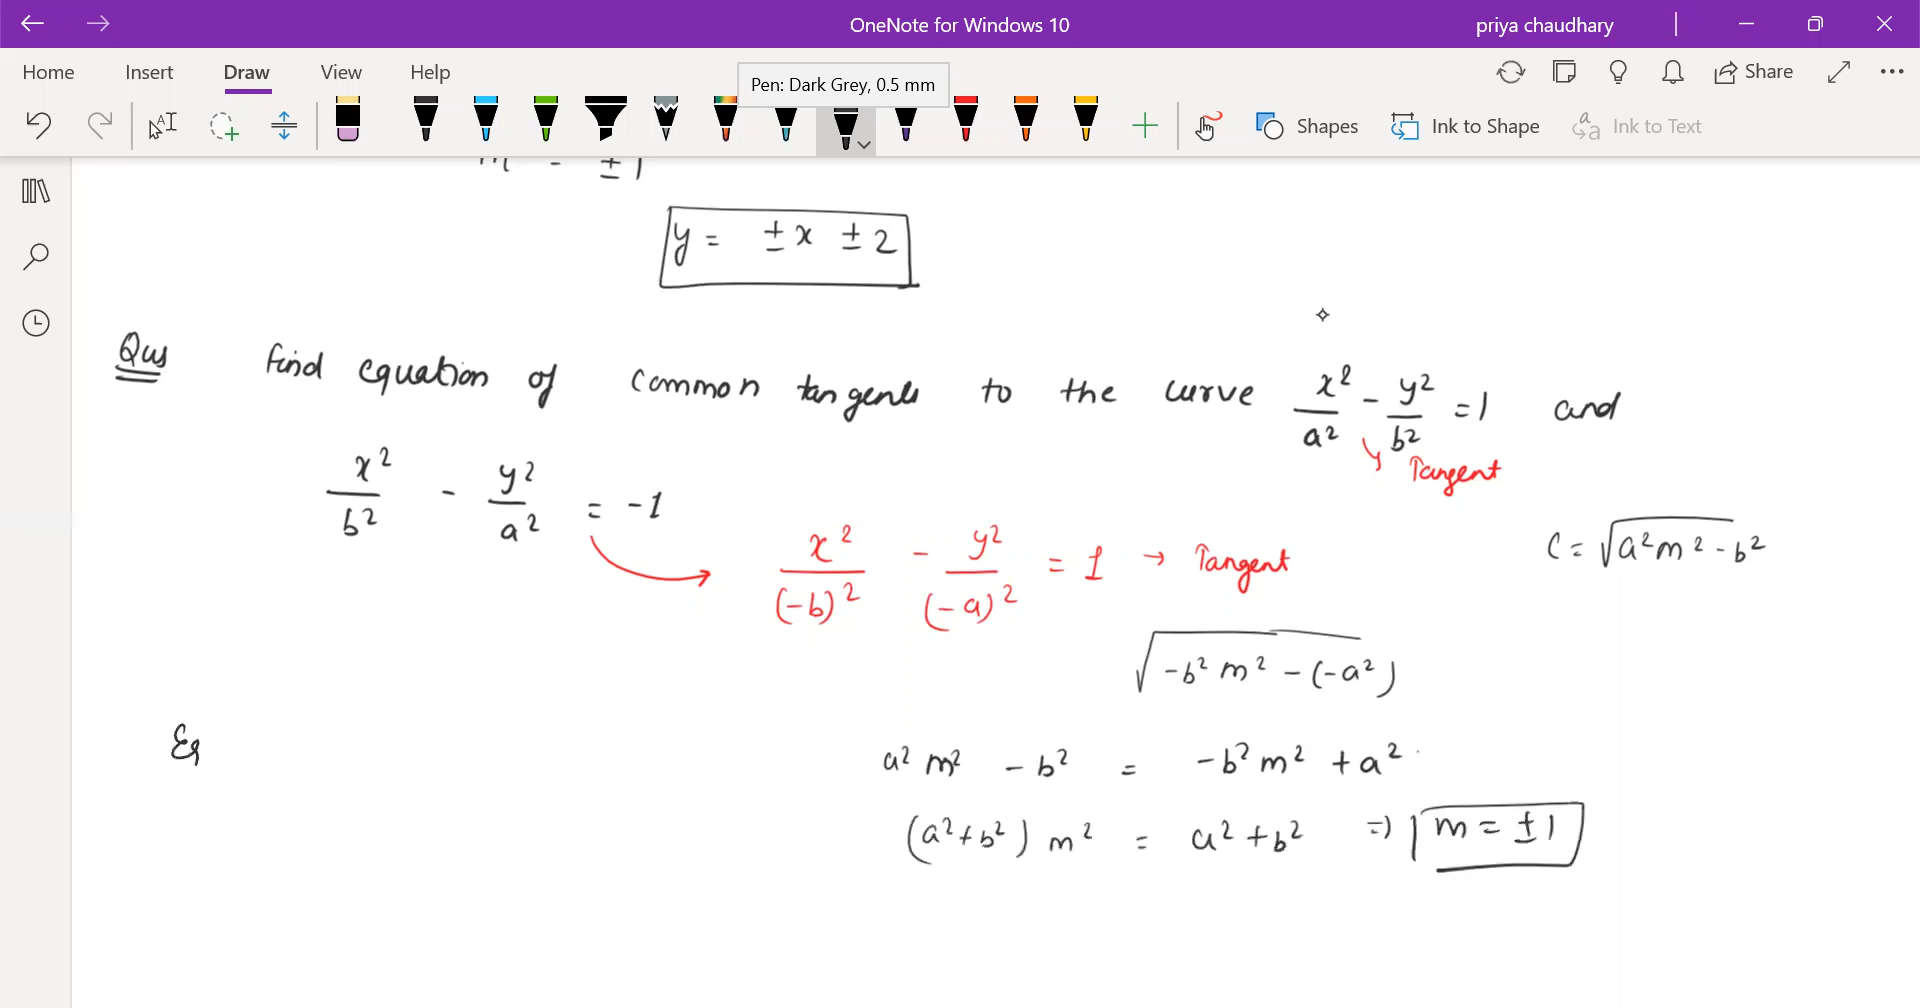 OneNote for Windows 10
priya chaudhary
Home Insert Draw View Help
Share
Pen: Dark Grey, 0.5 mm
Shapes Ink to Shape Ink to Text
m = ±1
y = ±x ±2
Qus find equation of common tangents to the curve x²/a² - y²/b² = 1 and
Tangent
x²/b² - y²/a² = -1
x²/(-b)² - y²/(-a)² = 1 → Tangent
C = √a²m² - b²
√-b²m² - (-a²)
a²m² - b² = -b²m² + a²
(a²+b²) m² = a² + b² => m = ±1